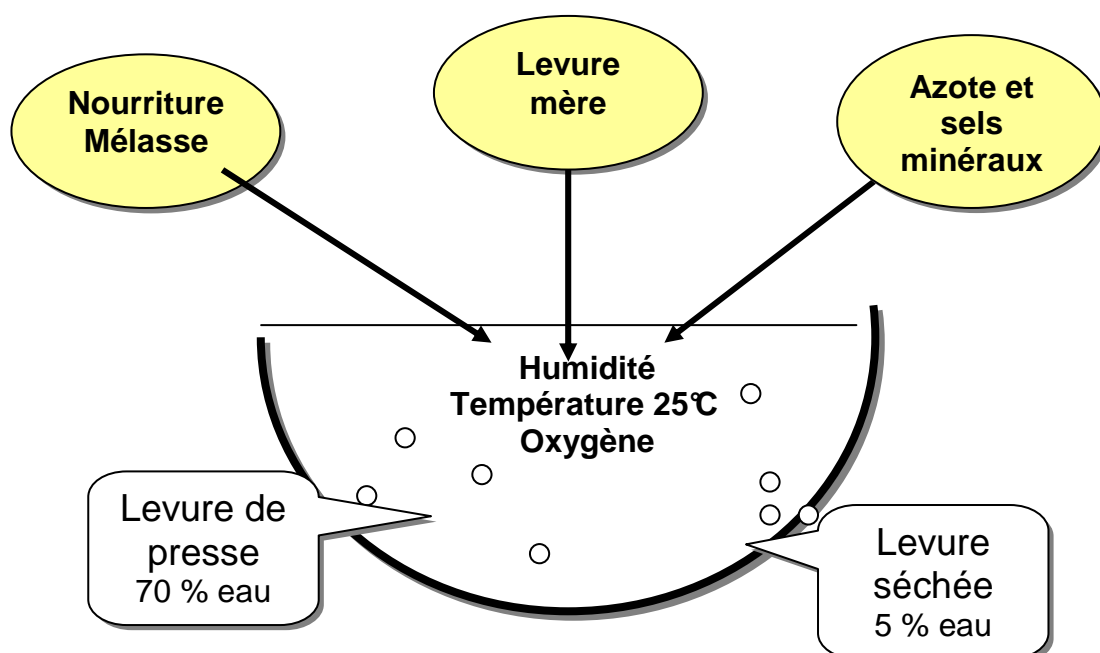 Nourriture
Mélasse
Levure
mère
Azote et
sels
minéraux
Humidité
Température 25°C
Oxygène
Levure de
presse
70 % eau
Levure
séchée
5 % eau